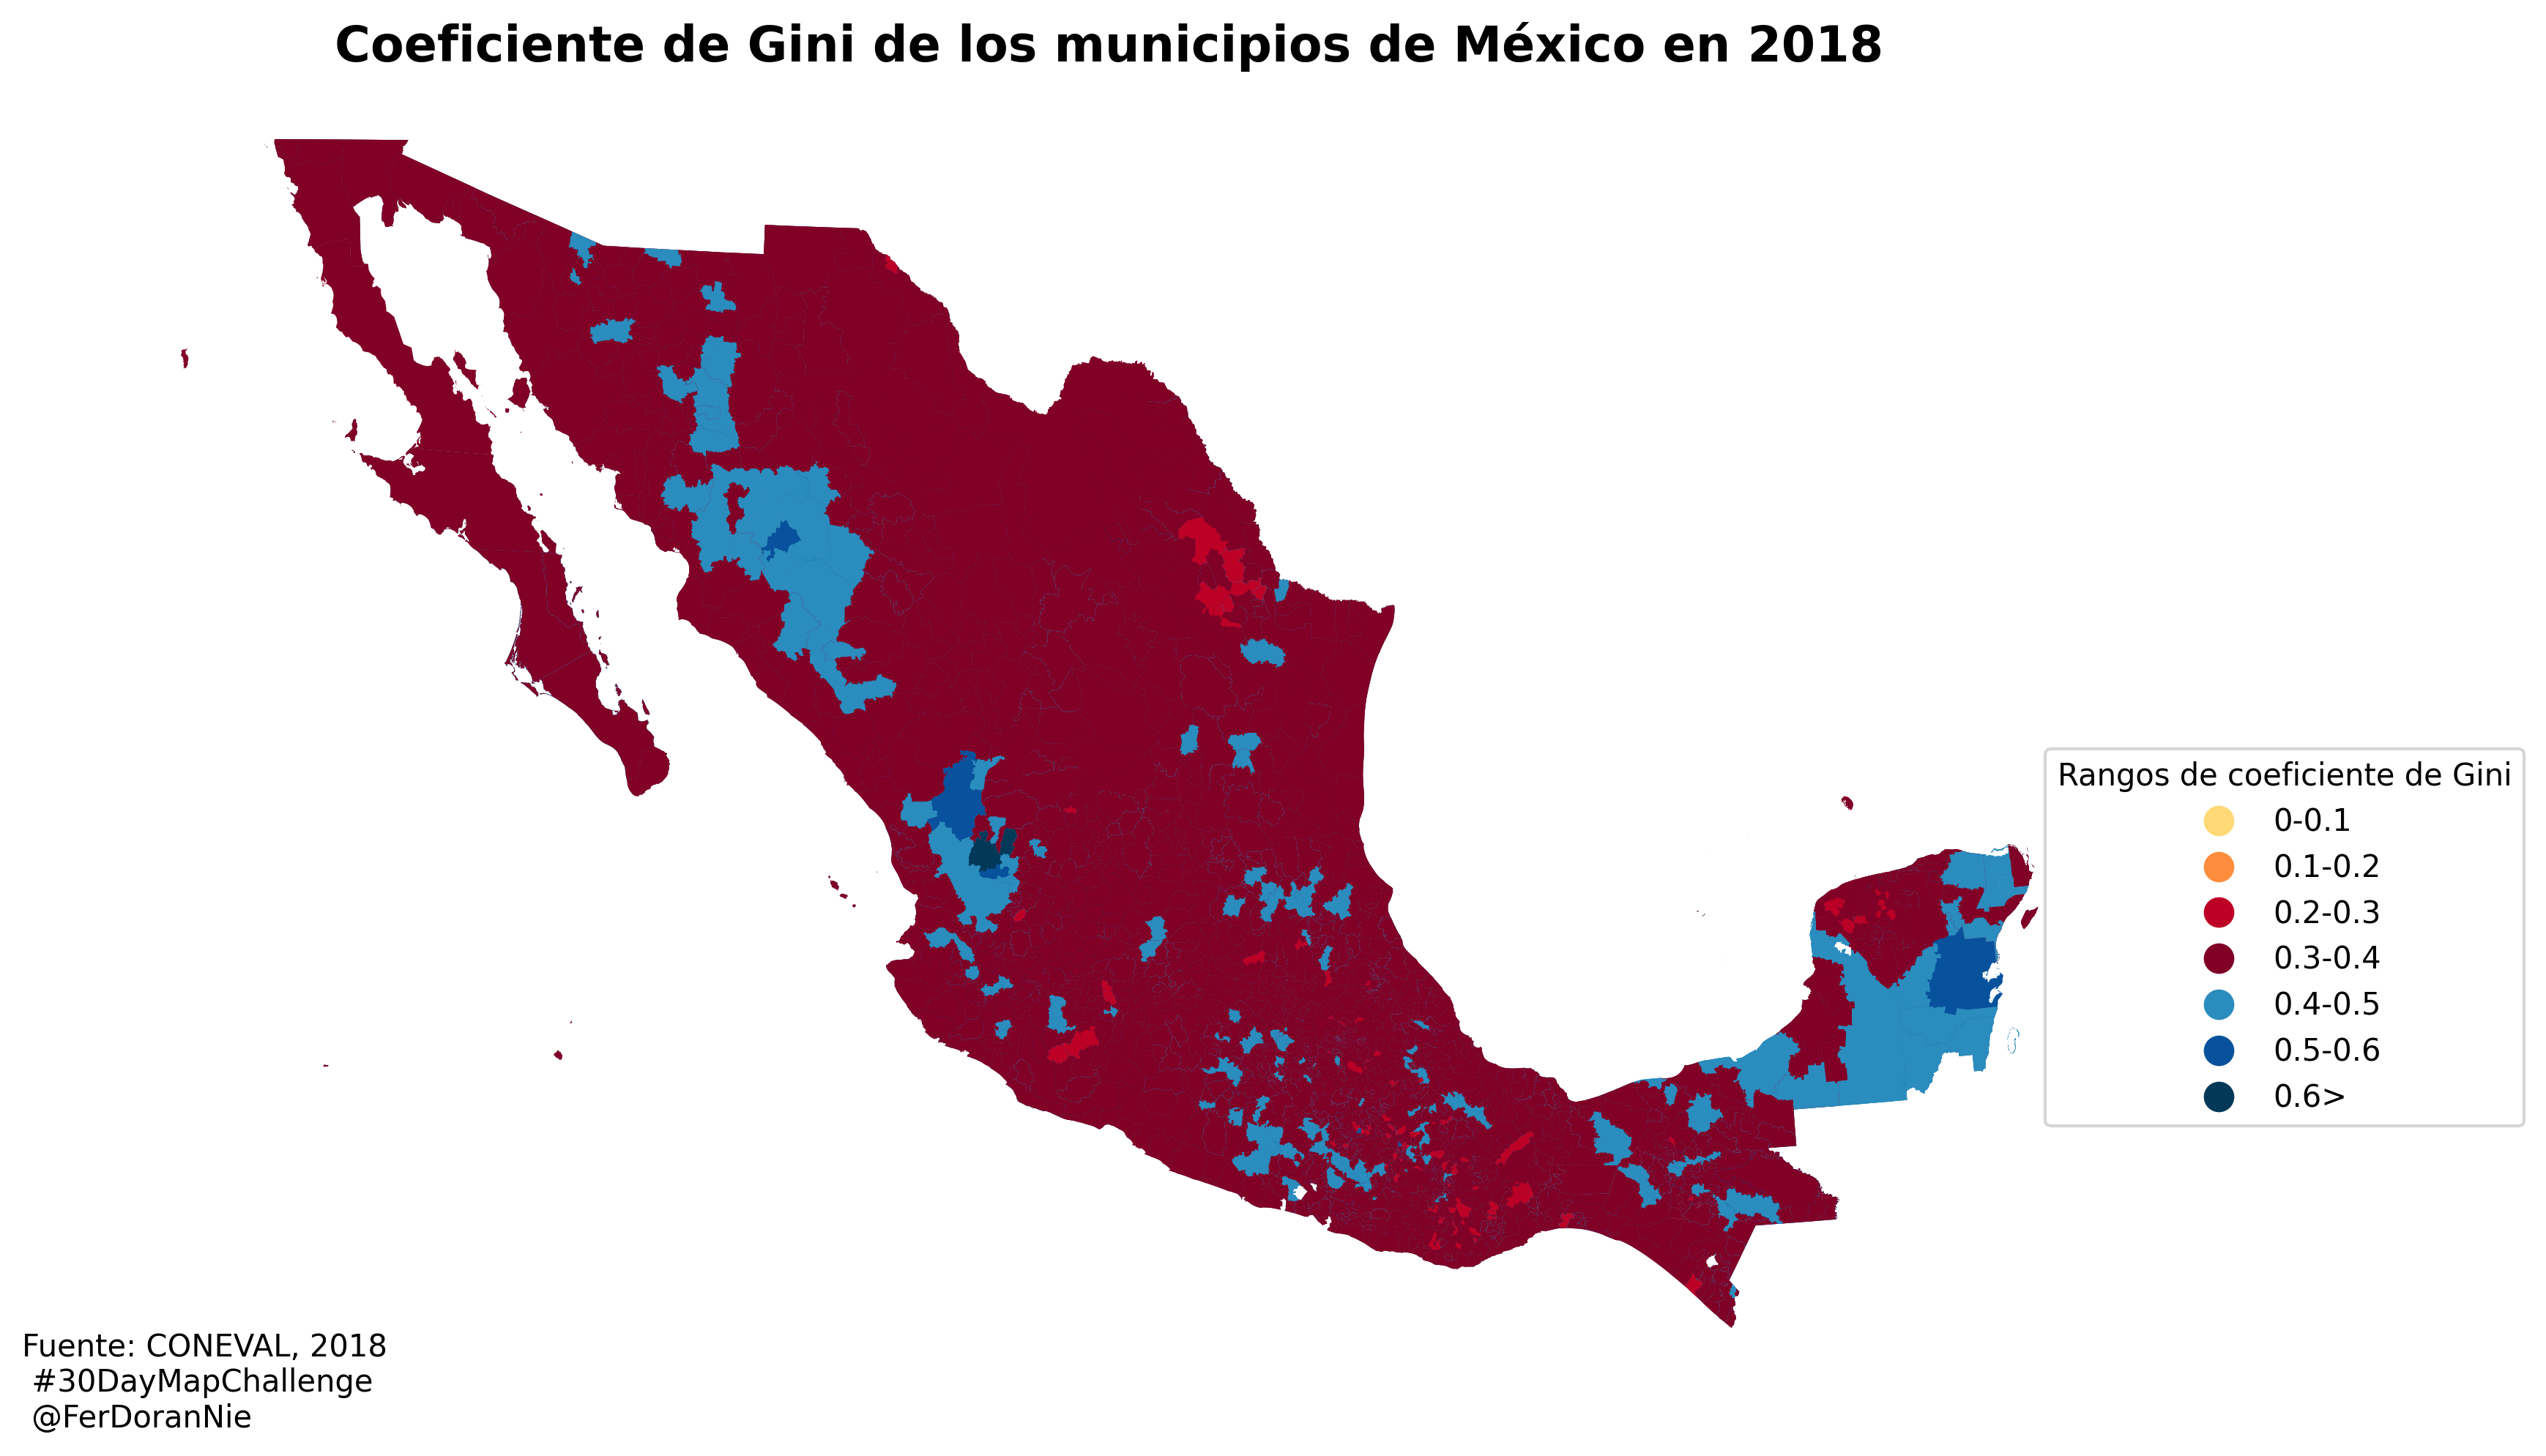 Coeficiente de Gini de los municipios de México en 2018
Rangos de coeficiente de Gini
0-0.1
0.1-0.2
0.2-0.3
0.3-0.4
0.4-0.5
0.5-0.6
0.6>
Fuente: CONEVAL, 2018
#30DayMapChallenge
@FerDoranNie